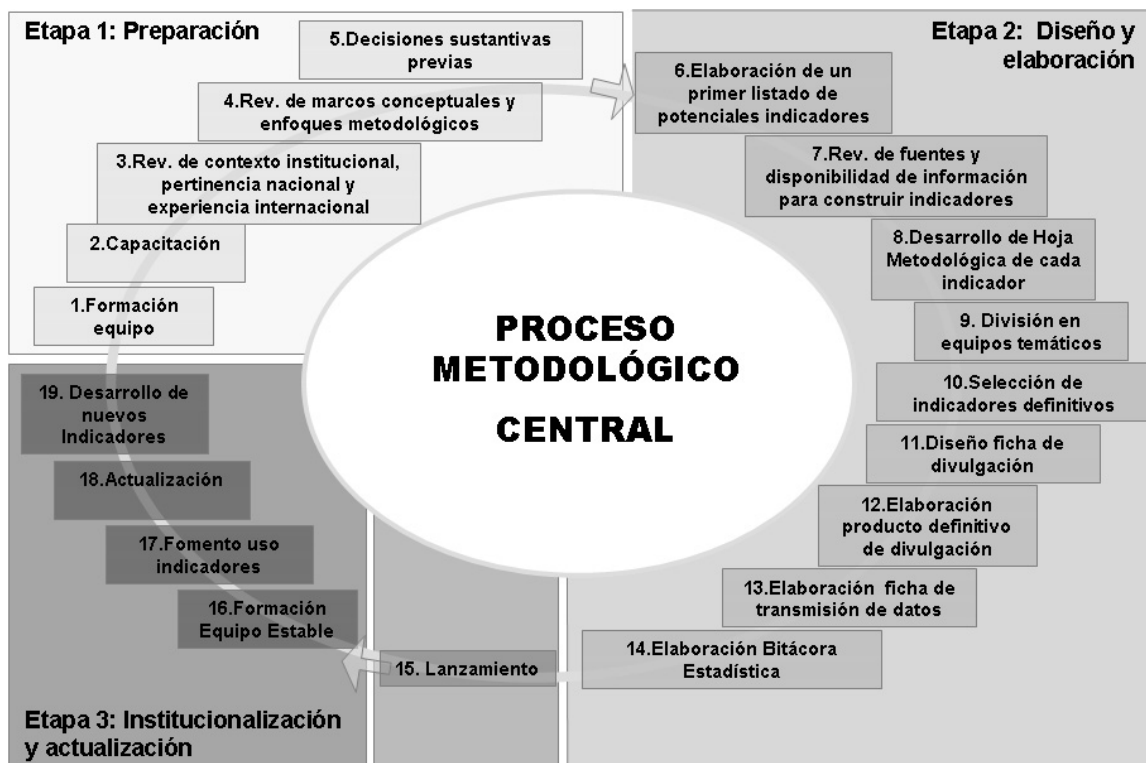 Etapa 1: Preparación
1.Formación
equipo
2.Capacitación
3.Rev. de contexto institucional,
pertinencia nacional y
experiencia internacional
4.Rev. de marcos conceptuales y
enfoques metodológicos
5.Decisiones sustantivas
previas
Etapa 2: Diseño y
elaboración
6.Elaboración de un
primer listado de
potenciales indicadores
7.Rev. de fuentes y
disponibilidad de información
para construir indicadores
8.Desarrollo de Hoja
Metodológica de cada
indicador
9. División en
equipos temáticos
10.Selección de
indicadores definitivos
11.Diseño ficha de
divulgación
12.Elaboración
producto definitivo
de divulgación
13.Elaboración ficha de
transmisión de datos
14.Elaboración Bitácora
Estadística
15. Lanzamiento
16.Formación
Equipo Estable
17.Fomento uso
indicadores
18.Actualización
19. Desarrollo de
nuevos
Indicadores
Etapa 3: Institucionalización
y actualización
PROCESO
METODOLÓGICO
CENTRAL